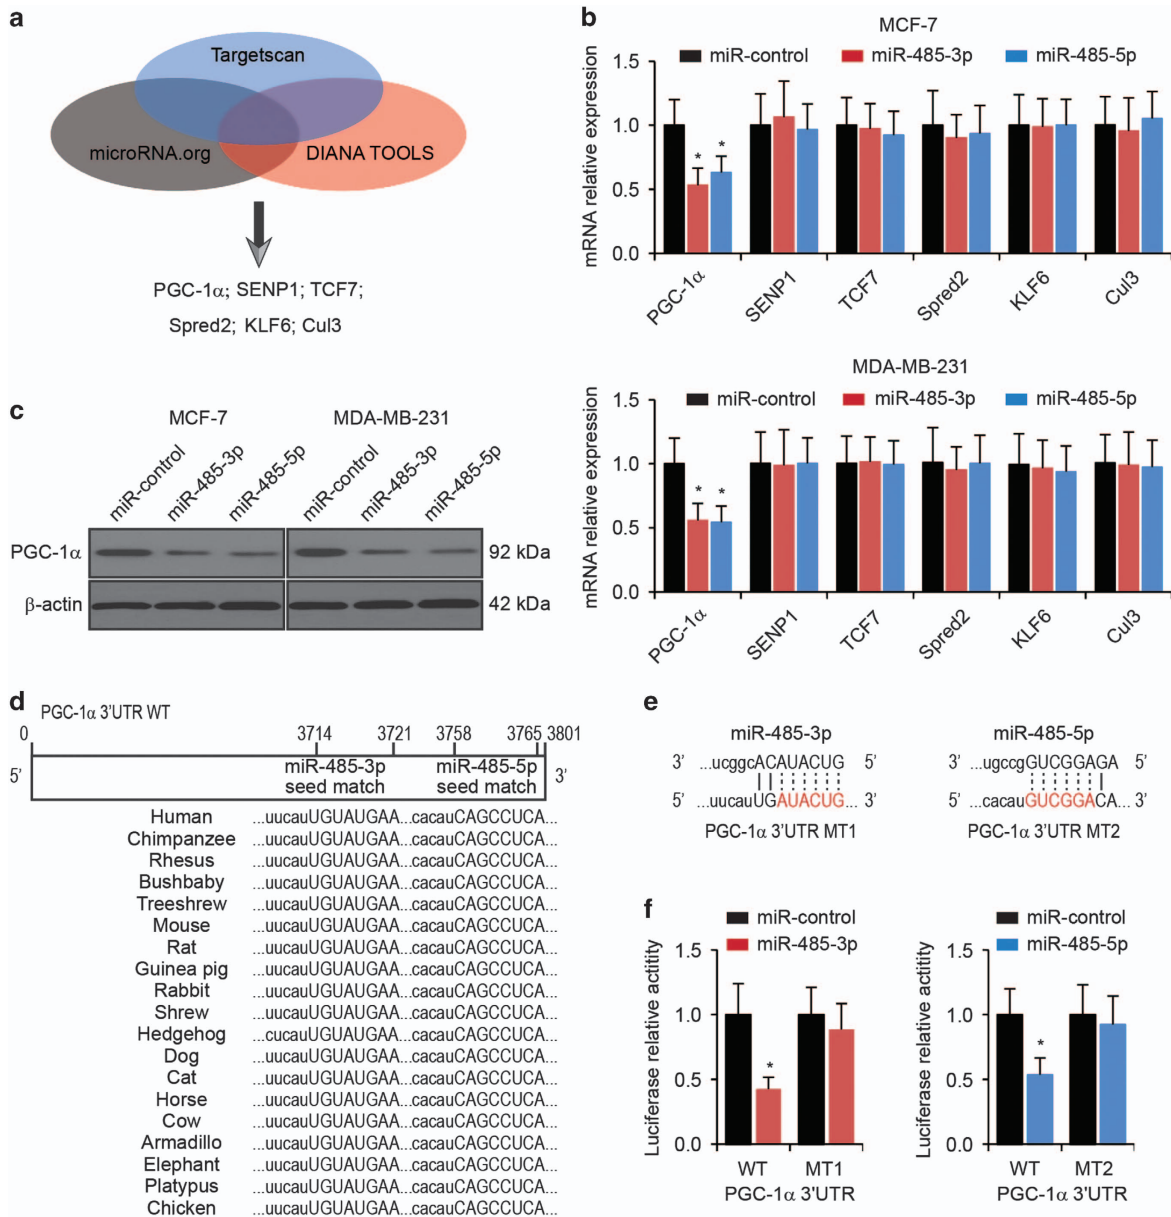 a
Targetscan
microRNA.org
DIANA TOOLS
PGC-1α; SENP1; TCF7;
Spred2; KLF6; Cul3
b
MCF-7
miR-control miR-485-3p miR-485-5p
mRNA relative expression
1.5
1.0
0.5
0.0
PGC-1α SENP1 TCF7 Spred2 KLF6 Cul3
* *
MDA-MB-231
miR-control miR-485-3p miR-485-5p
mRNA relative expression
1.5
1.0
0.5
0.0
PGC-1α SENP1 TCF7 Spred2 KLF6 Cul3
* *
c
MCF-7 MDA-MB-231
miR-control miR-485-3p miR-485-5p miR-control miR-485-3p miR-485-5p
PGC-1α 92 kDa
β-actin 42 kDa
d
PGC-1α 3'UTR WT
0 3714 3721 3758 3765 3801
5' miR-485-3p seed match miR-485-5p seed match 3'
Human ...uucauUGUAUGAA...cacauCAGCCUCA...
Chimpanzee ...uucauUGUAUGAA...cacauCAGCCUCA...
Rhesus ...uucauUGUAUGAA...cacauCAGCCUCA...
Bushbaby ...uucauUGUAUGAA...cacauCAGCCUCA...
Treeshrew ...uucauUGUAUGAA...cacauCAGCCUCA...
Mouse ...uucauUGUAUGAA...cacauCAGCCUCA...
Rat ...uucauUGUAUGAA...cacauCAGCCUCA...
Guinea pig ...uucauUGUAUGAA...cacauCAGCCUCA...
Rabbit ...uucauUGUAUGAA...cacauCAGCCUCA...
Shrew ...uucauUGUAUGAA...cacauCAGCCUCA...
Hedgehog ...cucauUGUAUGAA...cacauCAGCCUCA...
Dog ...uucauUGUAUGAA...cacauCAGCCUCA...
Cat ...uucauUGUAUGAA...cacauCAGCCUCA...
Horse ...uucauUGUAUGAA...cacauCAGCCUCA...
Cow ...uucauUGUAUGAA...cacauCAGCCUCA...
Armadillo ...uucauUGUAUGAA...cacauCAGCCUCA...
Elephant ...uucauUGUAUGAA...cacauCAGCCUCA...
Platypus ...uucauUGUAUGAA...cacauCAGCCUCA...
Chicken ...uucauUGUAUGAA...cacauCAGCCUCA...
e
miR-485-3p
3' ...ucggcACAUACUG 5'
5' ...uucauUGAUACUG... 3'
PGC-1α 3'UTR MT1
miR-485-5p
3' ...ugccgGUCGGAGA 5'
5' ...cacauGUCGGACA... 3'
PGC-1α 3'UTR MT2
f
miR-control
miR-485-3p
Luciferase relative actitity
1.5
1.0
0.5
0.0
*
WT MT1
PGC-1α 3'UTR
miR-control
miR-485-5p
Luciferase relative actitity
1.5
1.0
0.5
0.0
*
WT MT2
PGC-1α 3'UTR